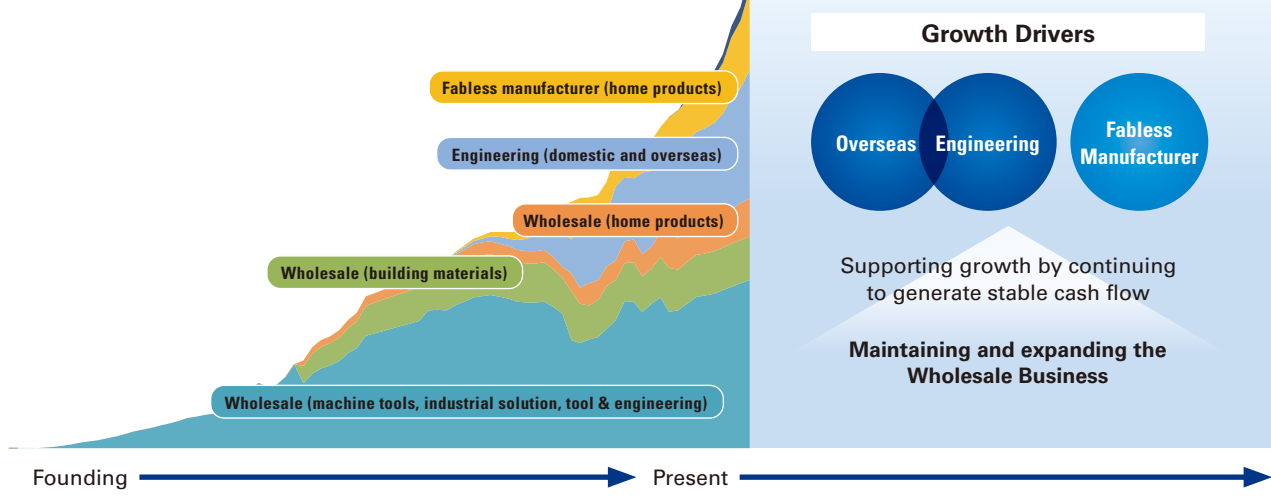 Growth Drivers
Fabless manufacturer (home products)
Engineering (domestic and overseas)
Overseas
Engineering
Fabless
Manufacturer
Wholesale (home products)
Wholesale (building materials)
Supporting growth by continuing
to generate stable cash flow
Maintaining and expanding the
Wholesale Business
Wholesale (machine tools, industrial solution, tool & engineering)
Founding
Present